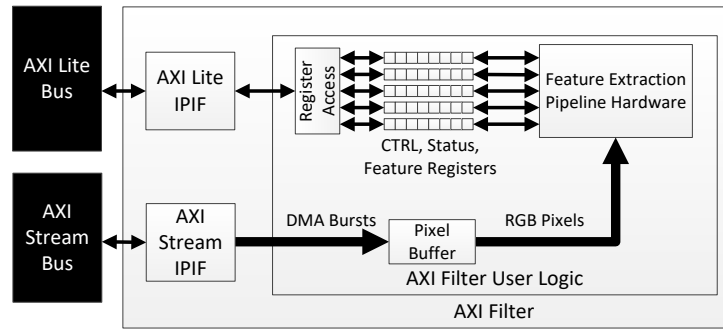 AXI Lite
Bus
AXI Lite
IPIF
Register
Access
CTRL, Status,
Feature Registers
Feature Extraction
Pipeline Hardware
AXI
Stream
Bus
AXI
Stream
IPIF
DMA Bursts
Pixel
Buffer
RGB Pixels
AXI Filter User Logic
AXI Filter